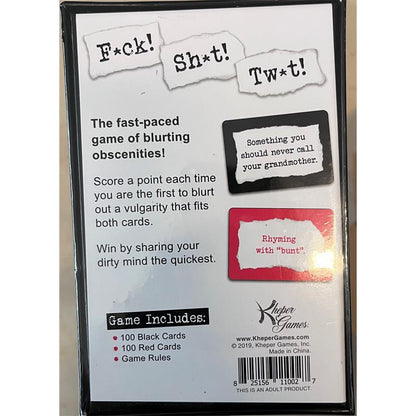 F*ck!
Sh*t!
Tw*t!
The fast-paced
game of blurting
obscenities!
Score a point each time
you are the first to blurt
out a vulgarity that fits
both cards.
Win by sharing your
dirty mind the quickest.
Something you
should never call
your grandmother.
Rhyming
with “bunt”.
Game Includes:
• 100 Black Cards
• 100 Red Cards
• Game Rules
Kheper
Games®
www.KheperGames.com
© 2019, Kheper Games, Inc.
Made in China.
8 25156 11002 7
THIS IS AN ADULT PRODUCT.